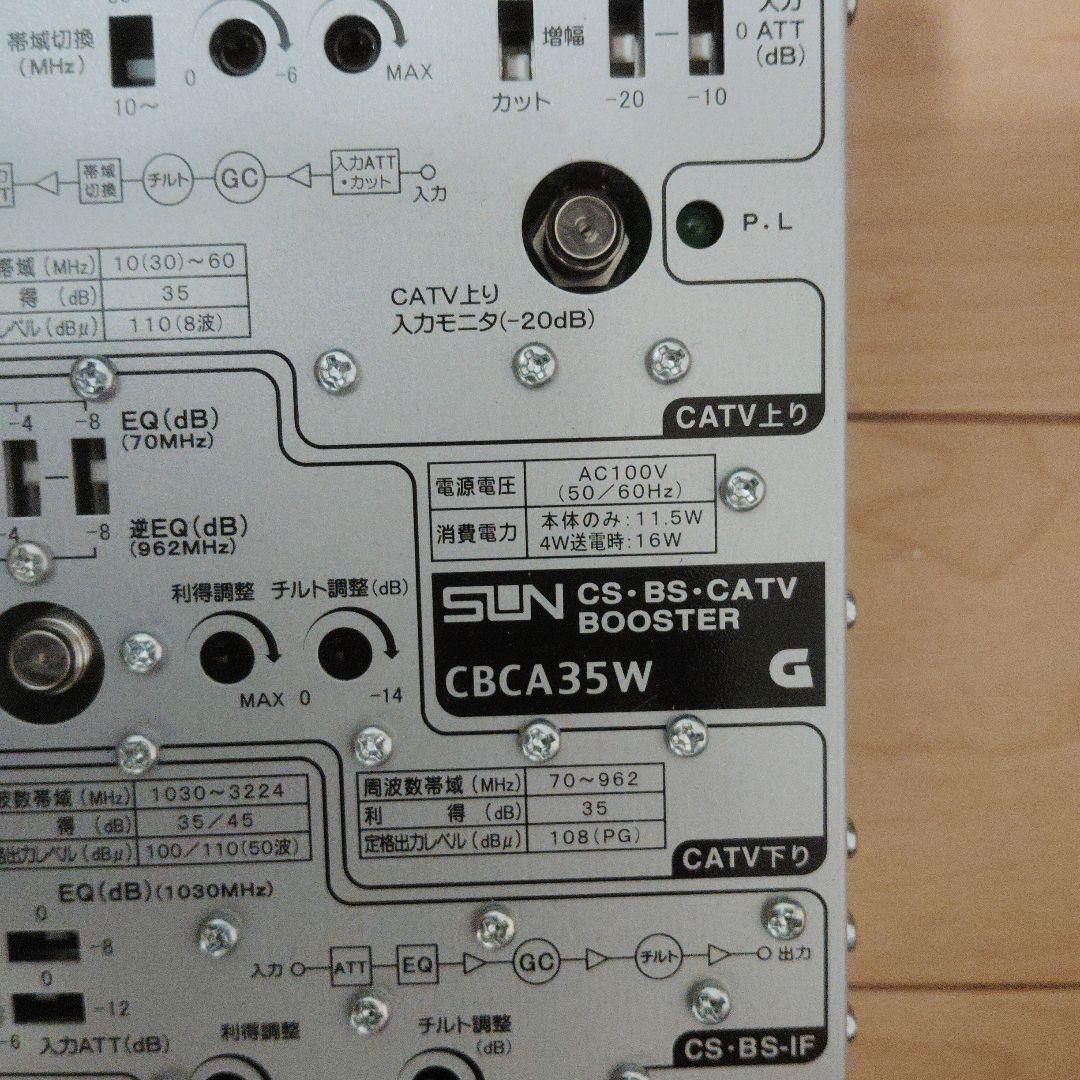 帯域切換
(MHz)
10～
0
-6
MAX
増幅
カット
-20
-10
0
入力
ATT
(dB)
帯域
切換
チルト
GC
入力ATT
・カット
入力
P.L
帯域(MHz) 10(30)～60
得(dB) 35
レベル(dBμ) 110(8波)
CATV上り
入力モニタ(-20dB)
CATV上り
-4
-8
EQ(dB)
(70MHz)
-4
-8
逆EQ(dB)
(962MHz)
電源電圧 AC100V
(50/60Hz)
消費電力 本体のみ:11.5W
4W送電時:16W
利得調整
チルト調整(dB)
MAX
0
-14
SUN CS・BS・CATV
BOOSTER
CBCA35W
G
波数帯域(MHz) 1030～3224
得(dB) 35/45
格出力レベル(dBμ) 100/110(50波)
周波数帯域(MHz) 70～962
利得(dB) 35
定格出力レベル(dBμ) 108(PG)
CATV下り
EQ(dB)(1030MHz)
0
-8
0
-12
-6
入力ATT(dB)
入力
ATT
EQ
GC
チルト
出力
利得調整
チルト調整
(dB)
CS・BS-IF